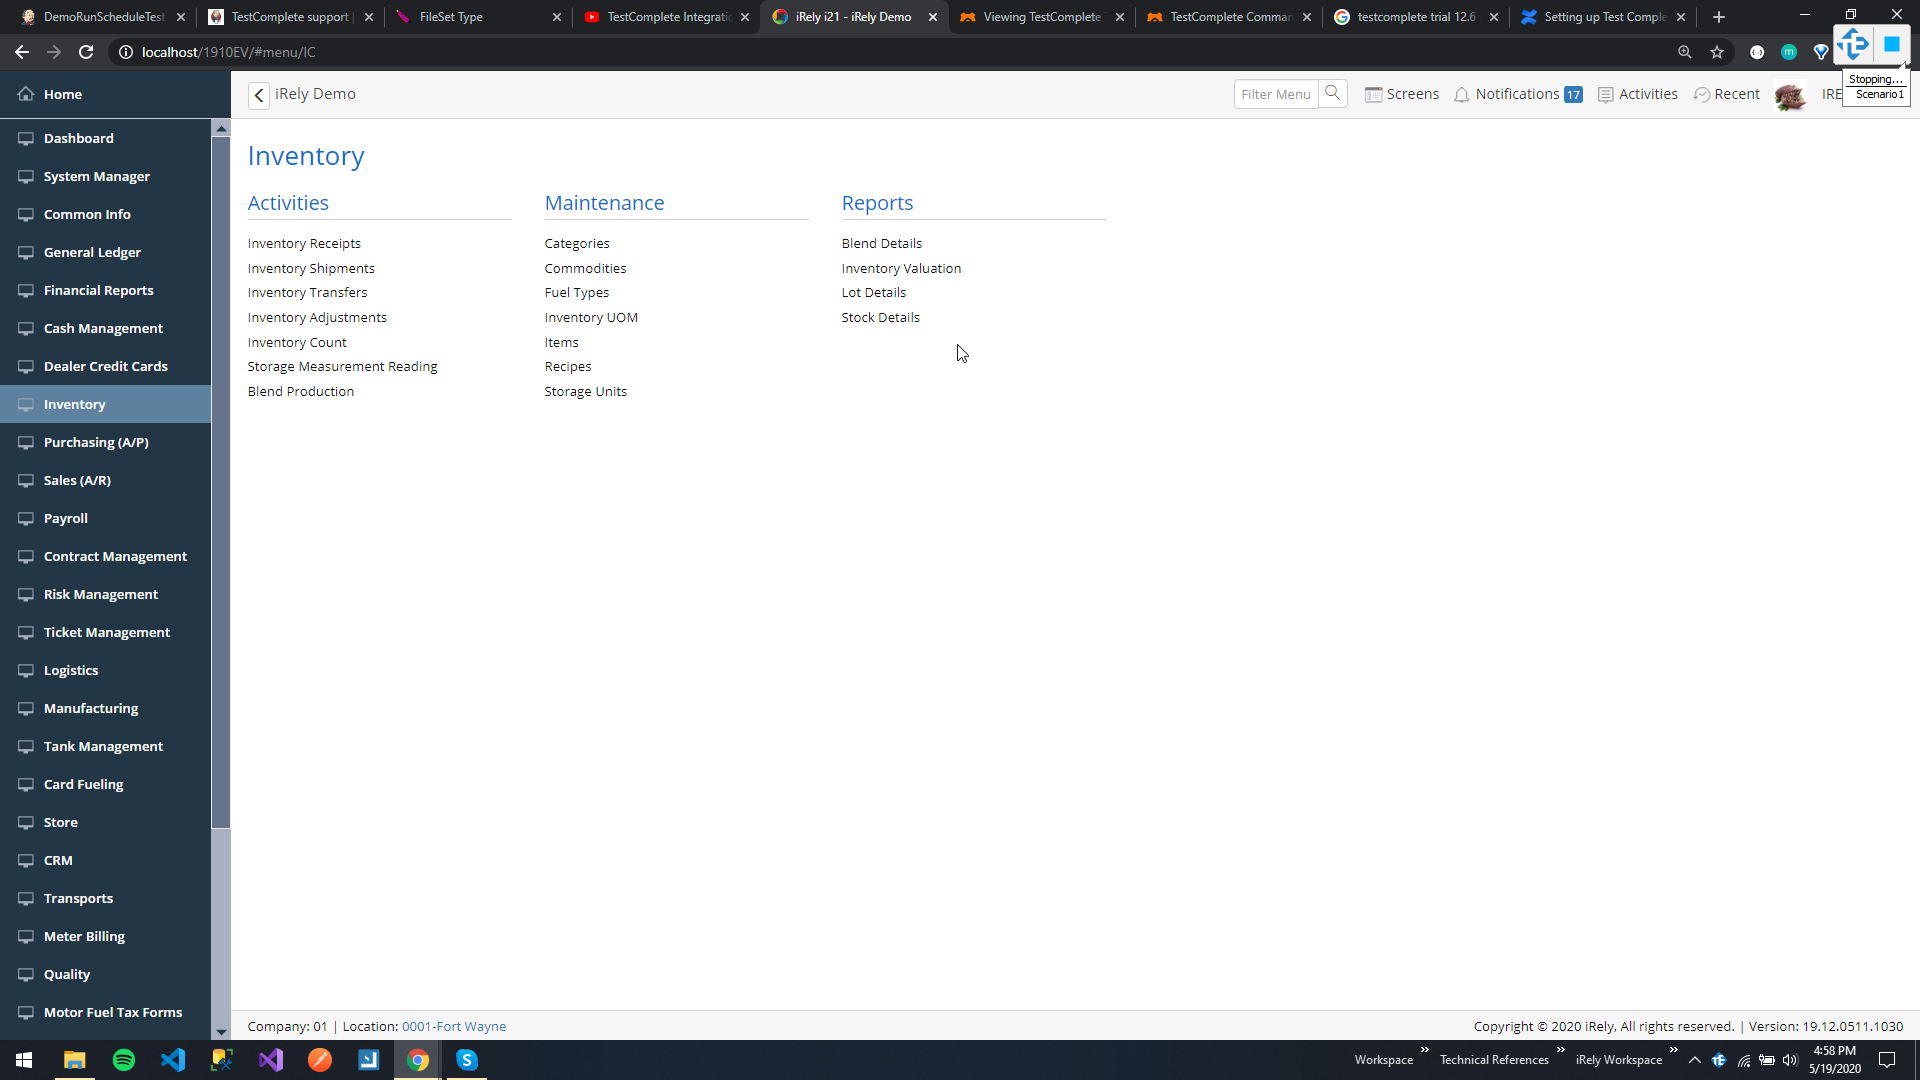 DemoRunScheduleTest
TestComplete support |
FileSet Type
TestComplete Integratio
iRely i21 - iRely Demo
Viewing TestComplete
TestComplete Comman
testcomplete trial 12.6
Setting up Test Comple
localhost/1910EV/#menu/IC
Stopping...
Scenario1
Home
iRely Demo
Filter Menu
Screens
Notifications 17
Activities
Recent
IRE
Dashboard
System Manager
Common Info
General Ledger
Financial Reports
Cash Management
Dealer Credit Cards
Inventory
Purchasing (A/P)
Sales (A/R)
Payroll
Contract Management
Risk Management
Ticket Management
Logistics
Manufacturing
Tank Management
Card Fueling
Store
CRM
Transports
Meter Billing
Quality
Motor Fuel Tax Forms
Inventory
Activities
Inventory Receipts
Inventory Shipments
Inventory Transfers
Inventory Adjustments
Inventory Count
Storage Measurement Reading
Blend Production
Maintenance
Categories
Commodities
Fuel Types
Inventory UOM
Items
Recipes
Storage Units
Reports
Blend Details
Inventory Valuation
Lot Details
Stock Details
Company: 01 | Location: 0001-Fort Wayne
Copyright © 2020 iRely, All rights reserved. | Version: 19.12.0511.1030
Workspace
Technical References
iRely Workspace
4:58 PM
5/19/2020